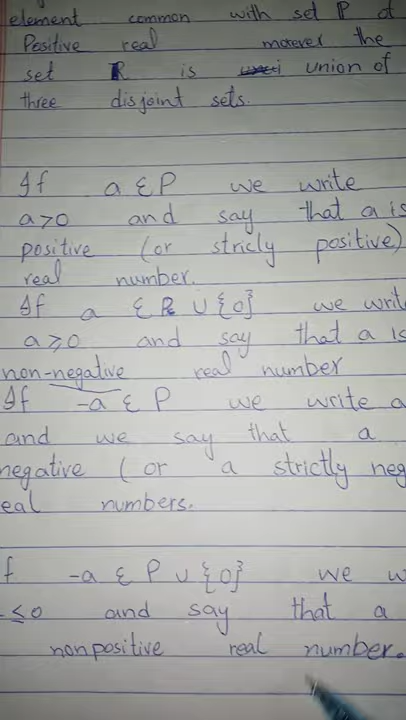 element common with set P of
Positive real morever the
set R is union of
three disjoint sets.
If a ε P we write
a>0 and say that a is
positive (or stricly positive)
real number.
If a ε P ∪ {0} we write
a≥0 and say that a is
non-negative real number
If -a ε P we write a
and we say that a
negative (or a strictly neg
eal numbers.
f -a ε P ∪ {0} we w
≤0 and say that a
nonpositive real number.